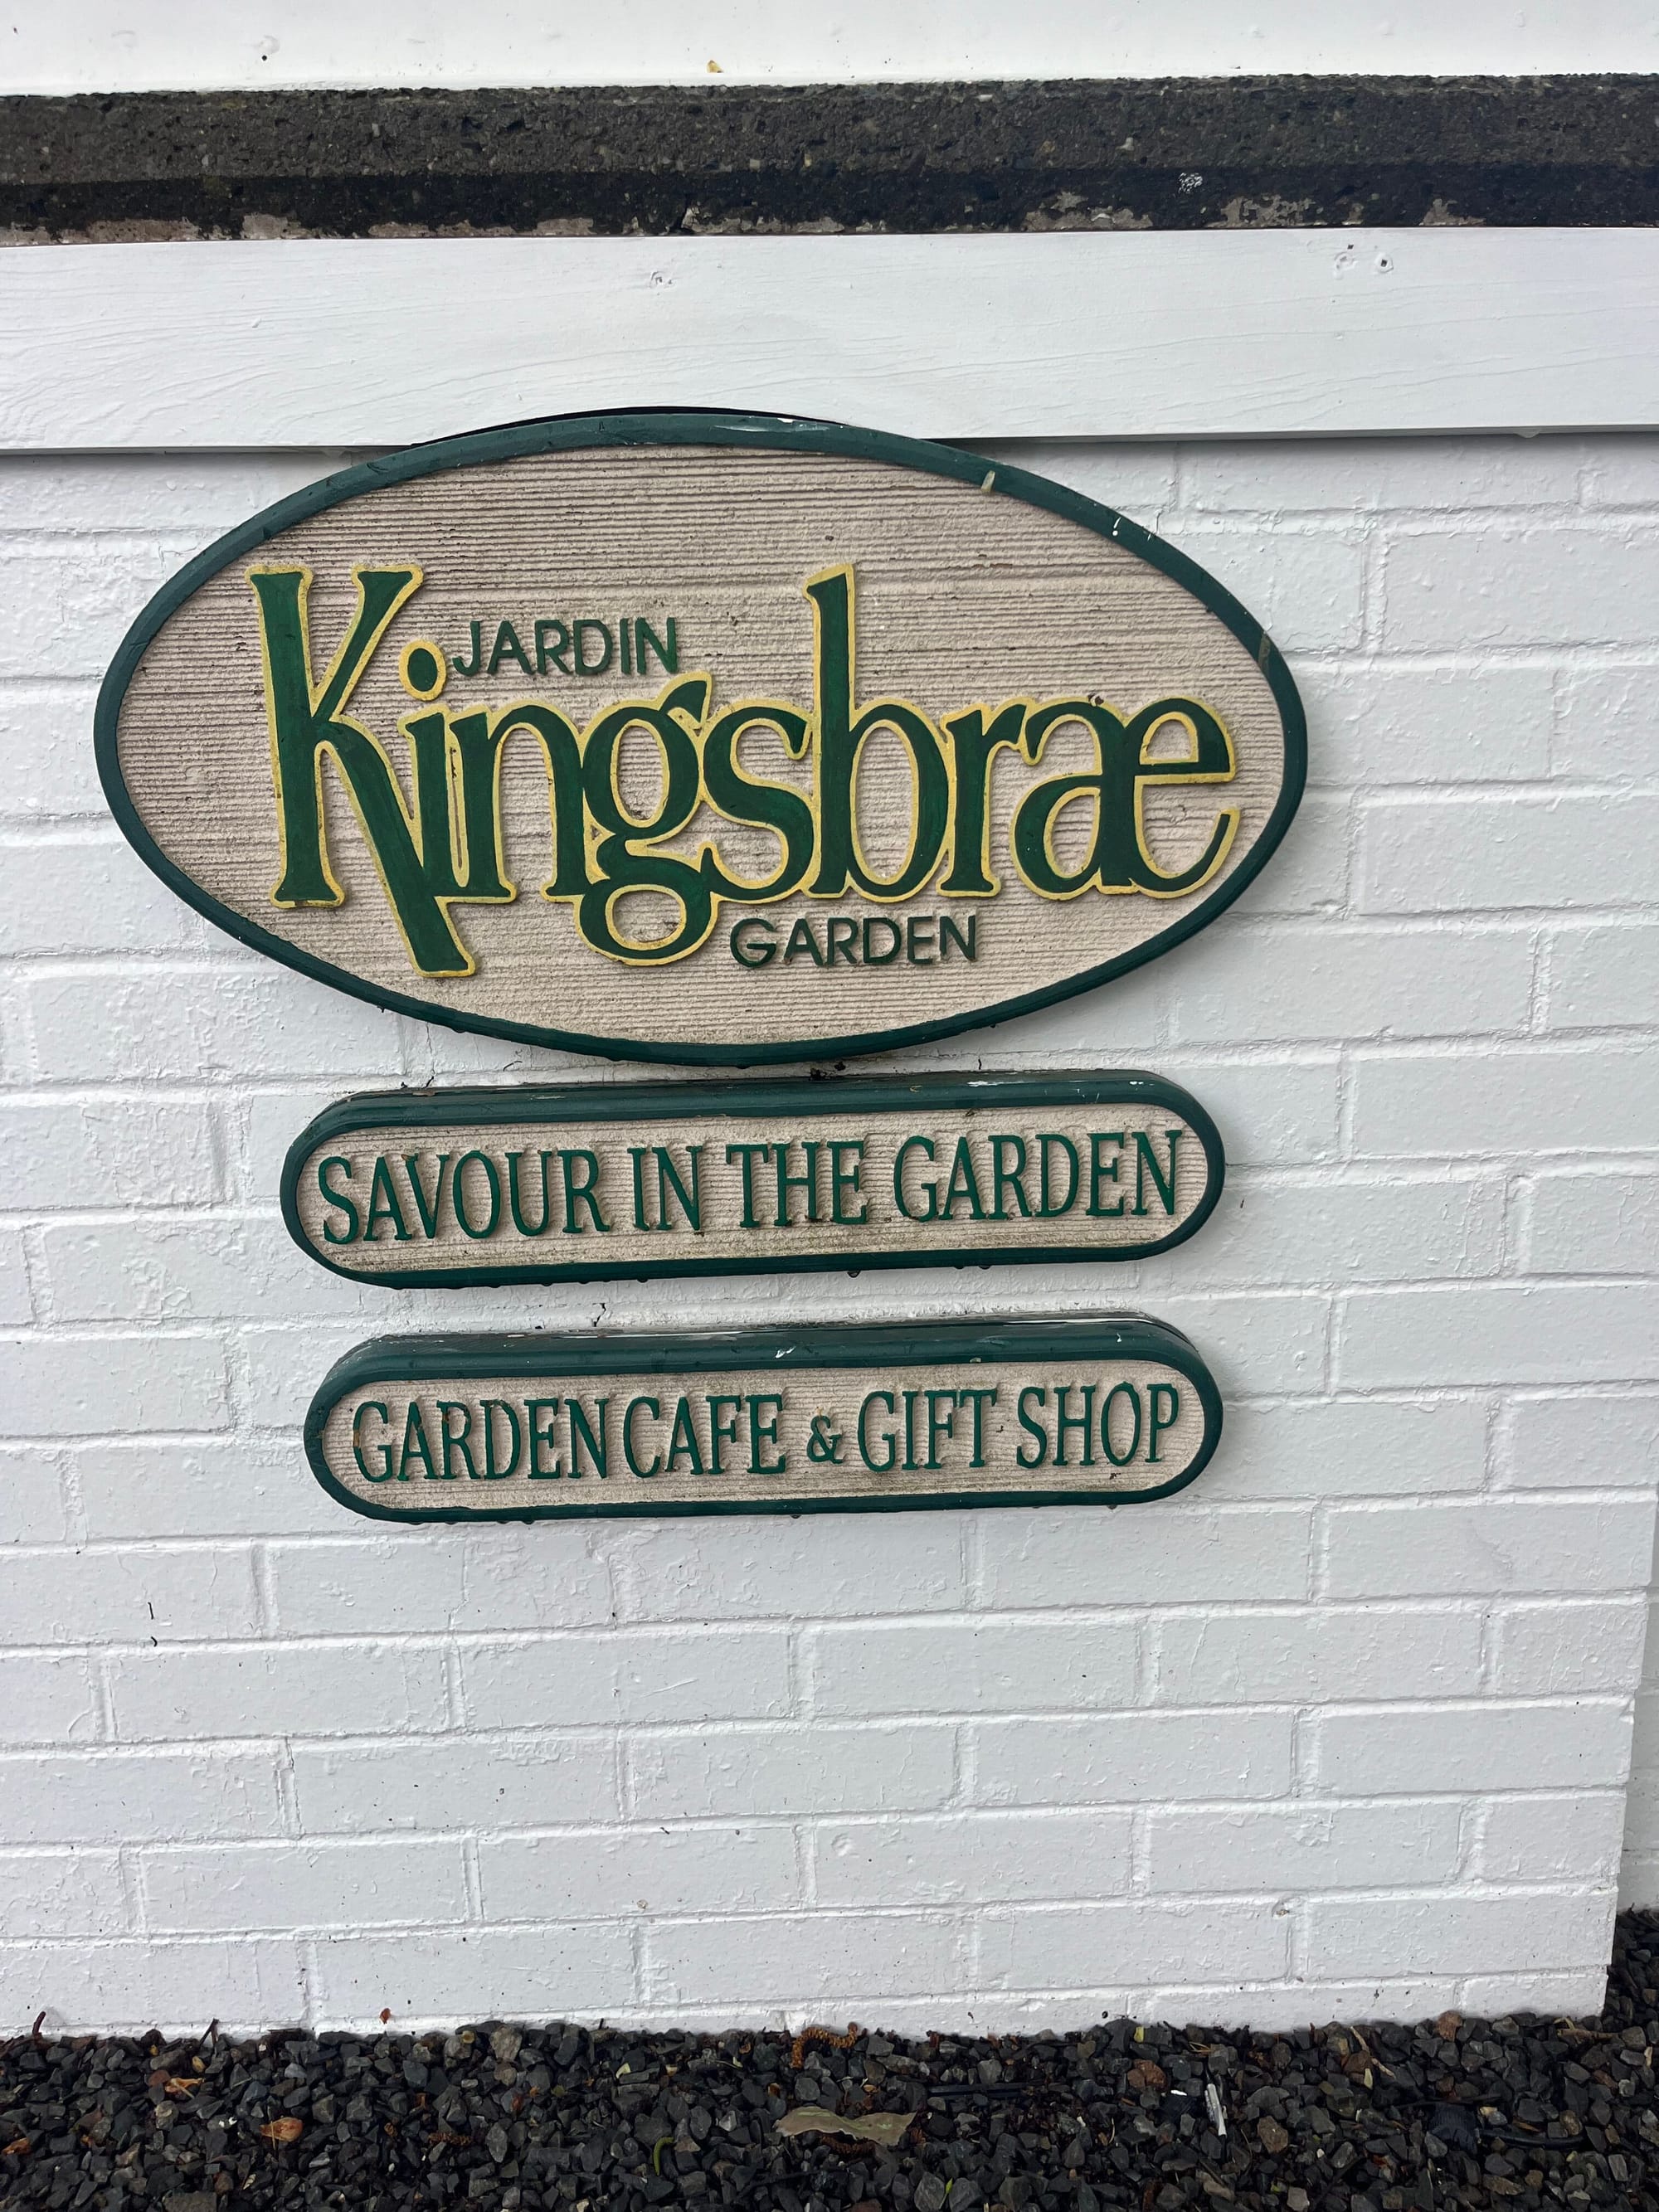 JARDIN
Kingsbræ
GARDEN
SAVOUR IN THE GARDEN
GARDEN CAFE & GIFT SHOP